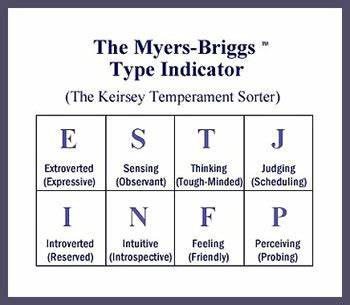 The Myers-Briggs ™
Type Indicator
(The Keirsey Temperament Sorter)
E S T J
Extroverted Sensing Thinking Judging
(Expressive) (Observant) (Tough-Minded) (Scheduling)
I N F P
Introverted Intuitive Feeling Perceiving
(Reserved) (Introspective) (Friendly) (Probing)